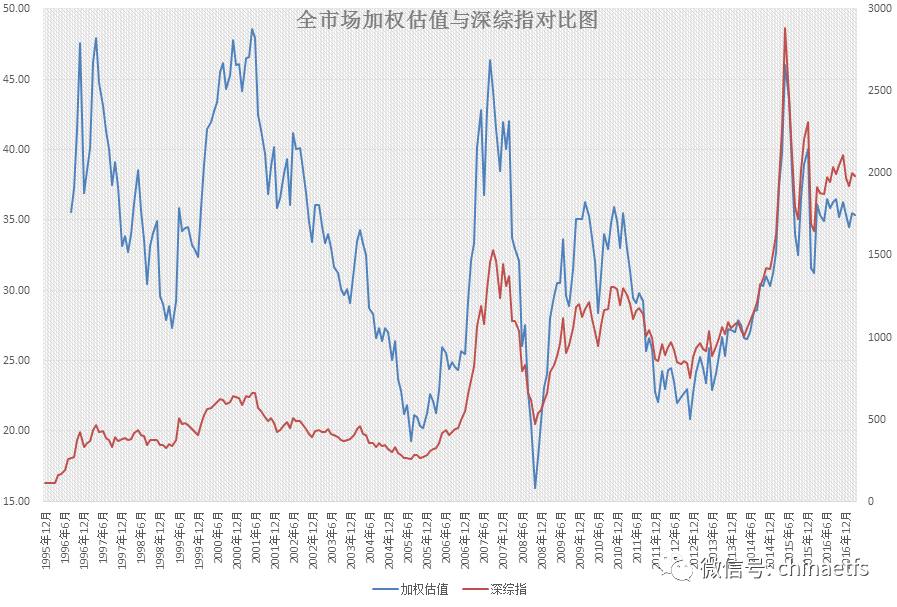 全市场加权估值与深综指对比图
50.00
45.00
40.00
35.00
30.00
25.00
20.00
15.00
3000
2500
2000
1500
1000
500
0
1995年12月
1996年6月
1996年12月
1997年6月
1997年12月
1998年6月
1998年12月
1999年6月
1999年12月
2000年6月
2000年12月
2001年6月
2001年12月
2002年6月
2002年12月
2003年6月
2003年12月
2004年6月
2004年12月
2005年6月
2005年12月
2006年6月
2006年12月
2007年6月
2007年12月
2008年6月
2008年12月
2009年6月
2009年12月
2010年6月
2010年12月
2011年6月
2011年12月
2012年6月
2012年12月
2013年6月
2013年12月
2014年6月
2014年12月
2015年6月
2015年12月
2016年6月
2016年12月
加权估值
深综指
微信号: chinaetfs